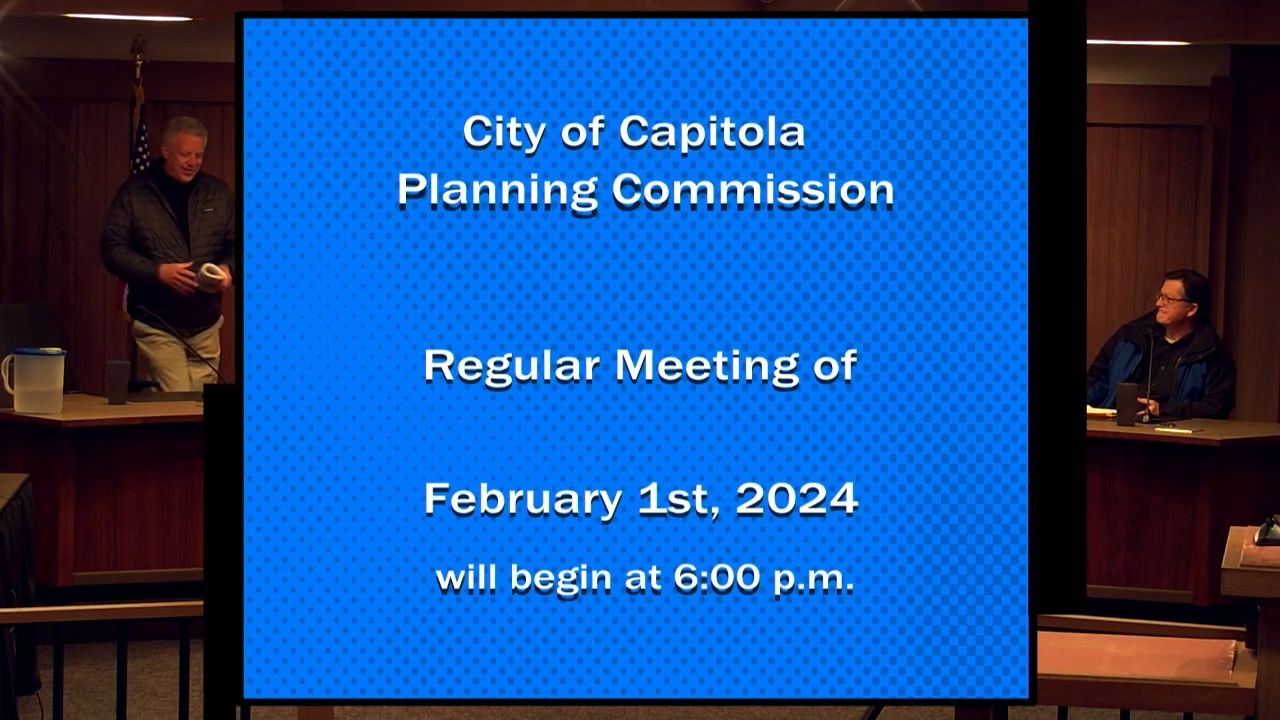 City of Capitola
Planning Commission
Regular Meeting of
February 1st, 2024
will begin at 6:00 p.m.